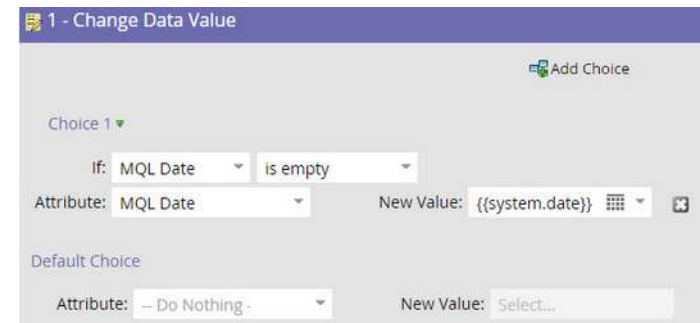 1 - Change Data Value
Add Choice
Choice 1
If: MQL Date is empty
Attribute: MQL Date New Value: {{system.date}}
Default Choice
Attribute: -- Do Nothing - New Value: Select...